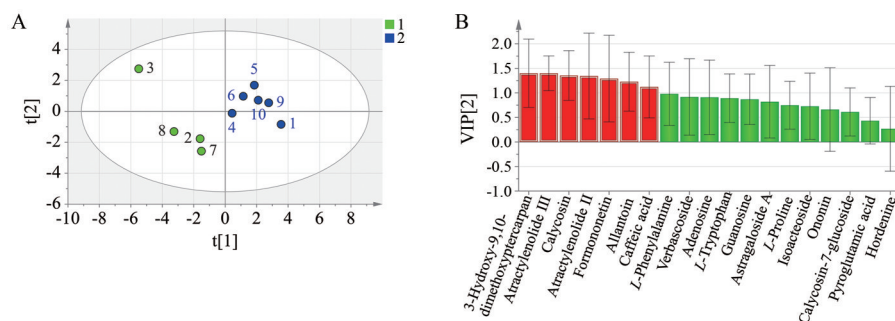 A
1
2
t[2]
4
2
0
-2
-4
-6
3
8
2
7
5
6
9
4
10
1
-10
-8
-6
-4
-2
0
2
4
6
8
t[1]
B
VIP[2]
2.0
1.5
1.0
0.5
0.0
-0.5
-1.0
3-Hydroxy-9,10-
dimethoxyptercarpan
Atractylenolide III
Calycosin
Atractylenolide II
Formononetin
Allantoin
Caffeic acid
L-Phenylalanine
Verbascoside
Adenosine
L-Tryptophan
Guanosine
Astragaloside A
L-Proline
Isoacteoside
Ononin
Calycosin-7-glucoside
Pyroglutamic acid
Hordenine